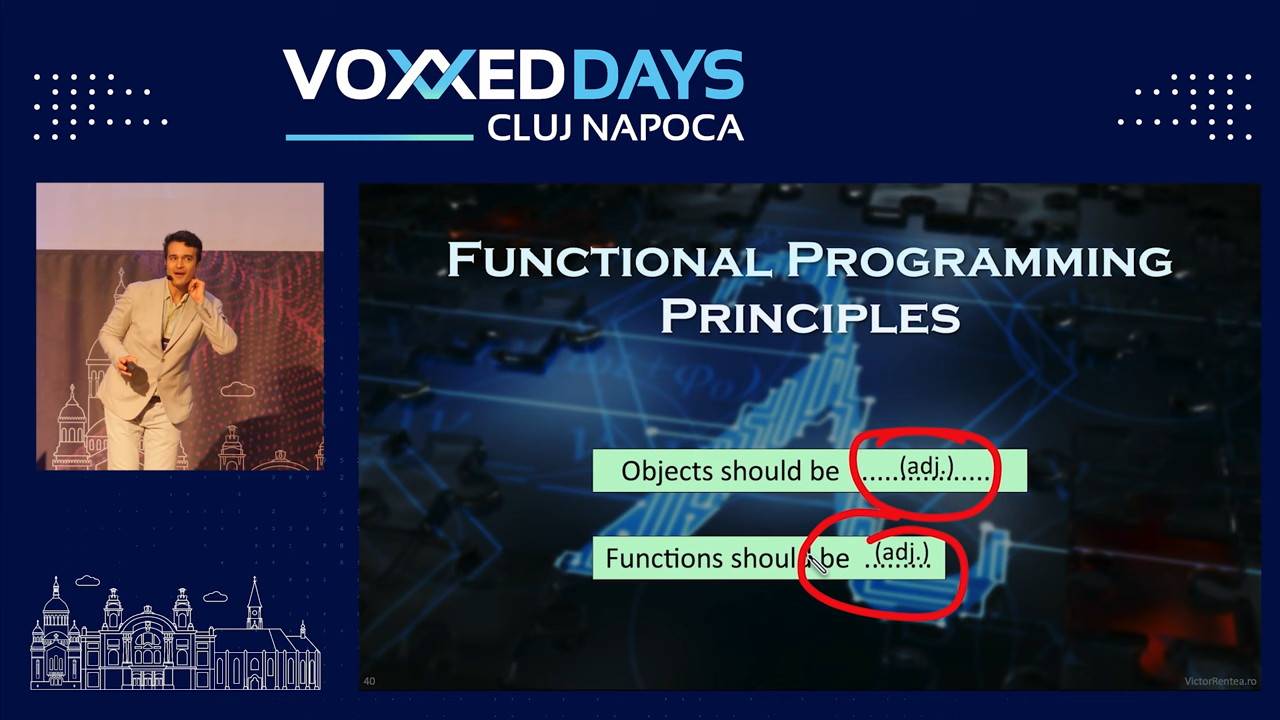 VOXXED DAYS
CLUJ NAPOCA
FUNCTIONAL PROGRAMMING
PRINCIPLES
Objects should be ....(adj.)....
Functions should be ...(adj.)...
40
VictorRentea.ro